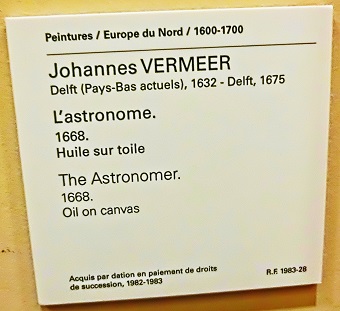 Peintures / Europe du Nord / 1600-1700
Johannes VERMEER
Delft (Pays-Bas actuels), 1632 - Delft, 1675
L'astronome.
1668.
Huile sur toile
The Astronomer.
1668.
Oil on canvas
Acquis par dation en paiement de droits
de succession, 1982-1983
R.F. 1983-28